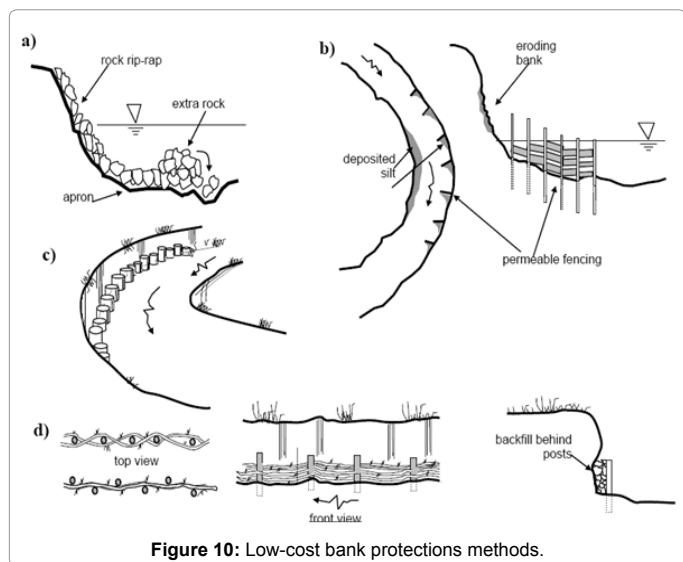 a)
rock rip-rap
extra rock
apron
b)
eroding
bank
deposited
silt
permeable fencing
c)
d)
top view
front view
backfill behind
posts
Figure 10: Low-cost bank protections methods.